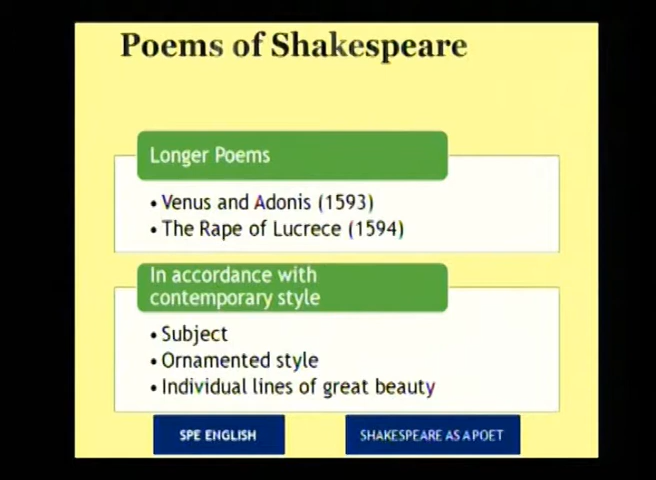 Poems of Shakespeare
Longer Poems
• Venus and Adonis (1593)
• The Rape of Lucrece (1594)
In accordance with
contemporary style
• Subject
• Ornamented style
• Individual lines of great beauty
SPE ENGLISH
SHAKESPEARE AS A POET